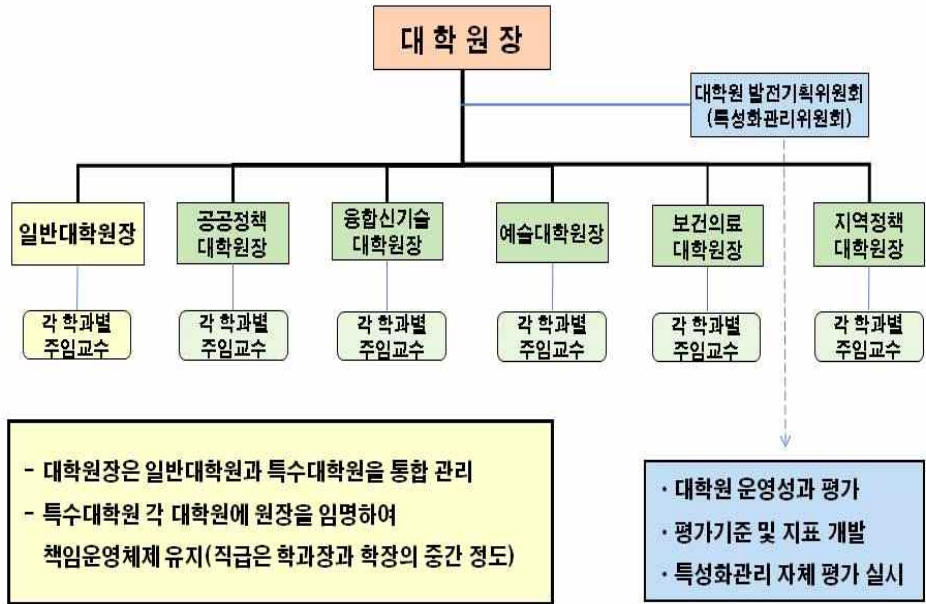 대 학 원 장
대학원 발전기획위원회
(특성화관리위원회)
일반대학원장
공공정책
대학원장
융합신기술
대학원장
예술대학원장
보건의료
대학원장
지역정책
대학원장
각 학과별
주임교수
각 학과별
주임교수
각 학과별
주임교수
각 학과별
주임교수
각 학과별
주임교수
각 학과별
주임교수
- 대학원장은 일반대학원과 특수대학원을 통합 관리
- 특수대학원 각 대학원에 원장을 임명하여
책임운영체제 유지(직급은 학과장과 학장의 중간 정도)
· 대학원 운영성과 평가
· 평가기준 및 지표 개발
· 특성화관리 자체 평가 실시